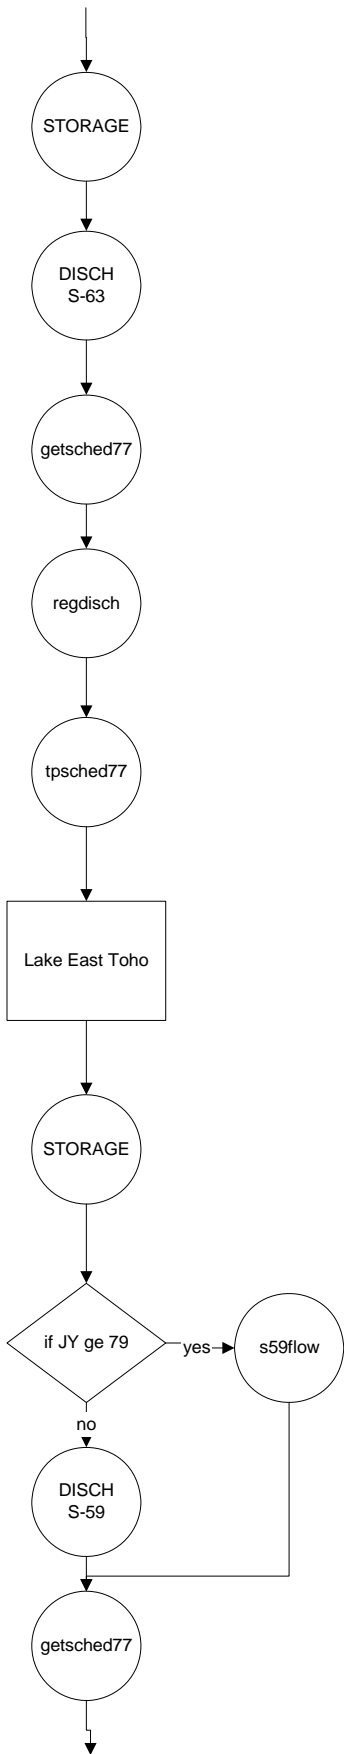 STORAGE
DISCH
S-63
getsched77
regdisch
tpsched77
Lake East Toho
STORAGE
if JY ge 79
yes
s59flow
no
DISCH
S-59
getsched77